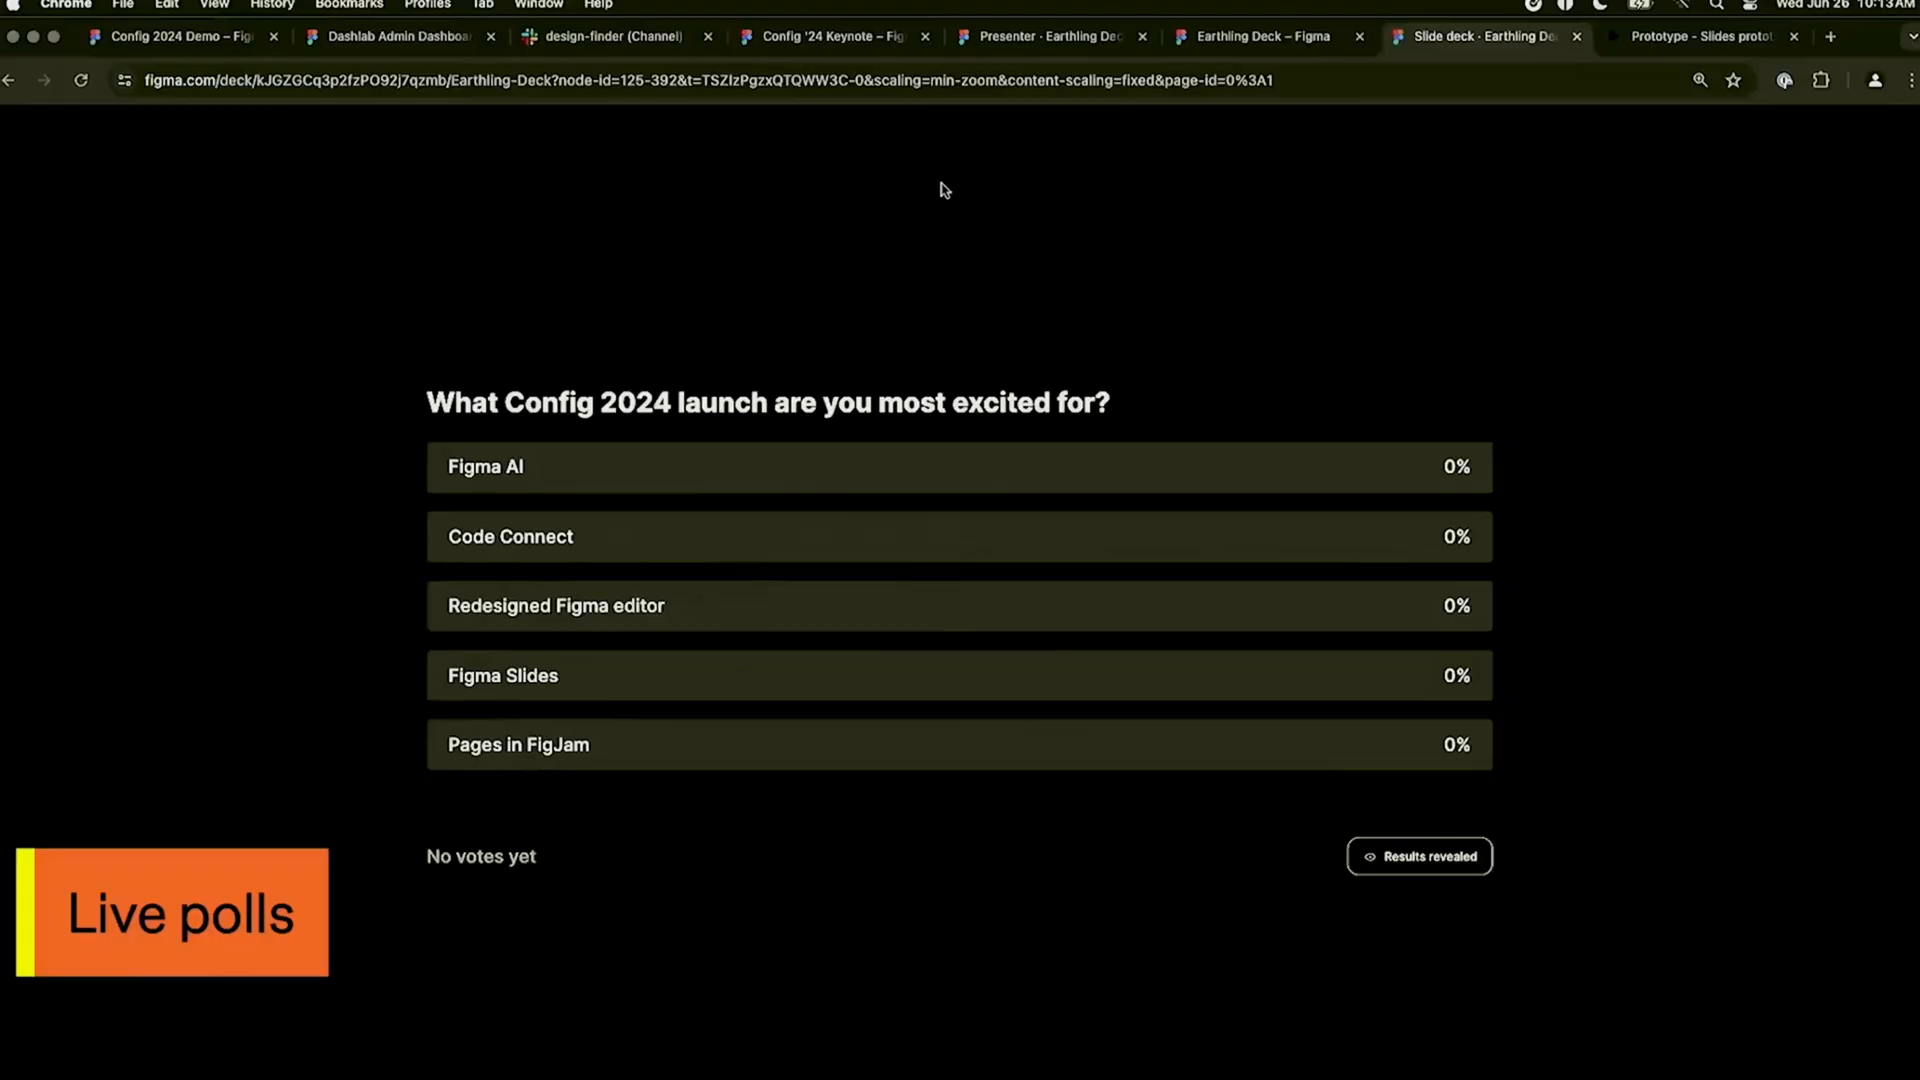 Chrome File Edit View History Bookmarks Profiles Tab Window Help Wed Jun 26 10:13AM
Config 2024 Demo – Fig Dashlab Admin Dashboa design-finder (Channel) Config '24 Keynote – Fig Presenter · Earthling Dec Earthling Deck – Figma Slide deck · Earthling De Prototype - Slides protot
figma.com/deck/kJGZGCq3p2fzPO92j7qzmb/Earthling-Deck?node-id=125-392&t=TSZIzPgzxQTQWW3C-0&scaling=min-zoom&content-scaling=fixed&page-id=0%3A1
What Config 2024 launch are you most excited for?
Figma AI 0%
Code Connect 0%
Redesigned Figma editor 0%
Figma Slides 0%
Pages in FigJam 0%
No votes yet Results revealed
Live polls